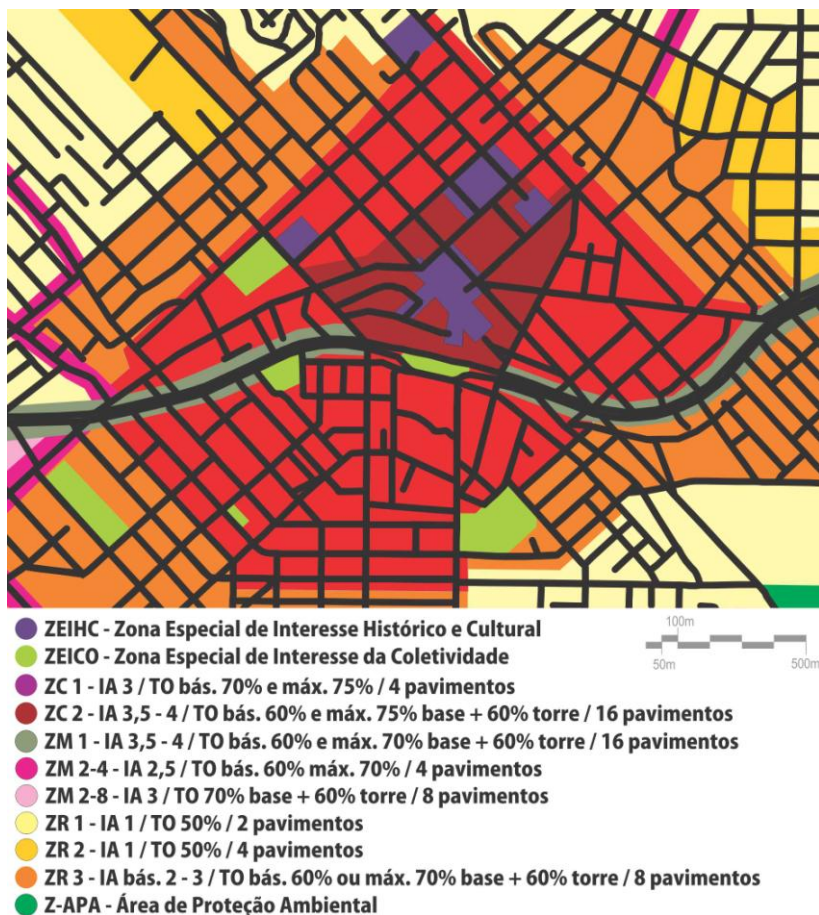 ZEIHC - Zona Especial de Interesse Histórico e Cultural
ZEICO - Zona Especial de Interesse da Coletividade
ZC 1 - IA 3 / TO bás. 70% e máx. 75% / 4 pavimentos
ZC 2 - IA 3,5 - 4 / TO bás. 60% e máx. 75% base + 60% torre / 16 pavimentos
ZM 1 - IA 3,5 - 4 / TO bás. 60% e máx. 70% base + 60% torre / 16 pavimentos
ZM 2-4 - IA 2,5 / TO bás. 60% máx. 70% / 4 pavimentos
ZM 2-8 - IA 3 / TO 70% base + 60% torre / 8 pavimentos
ZR 1 - IA 1 / TO 50% / 2 pavimentos
ZR 2 - IA 1 / TO 50% / 4 pavimentos
ZR 3 - IA bás. 2 - 3 / TO bás. 60% ou máx. 70% base + 60% torre / 8 pavimentos
Z-APA - Área de Proteção Ambiental
100m
50m 500m